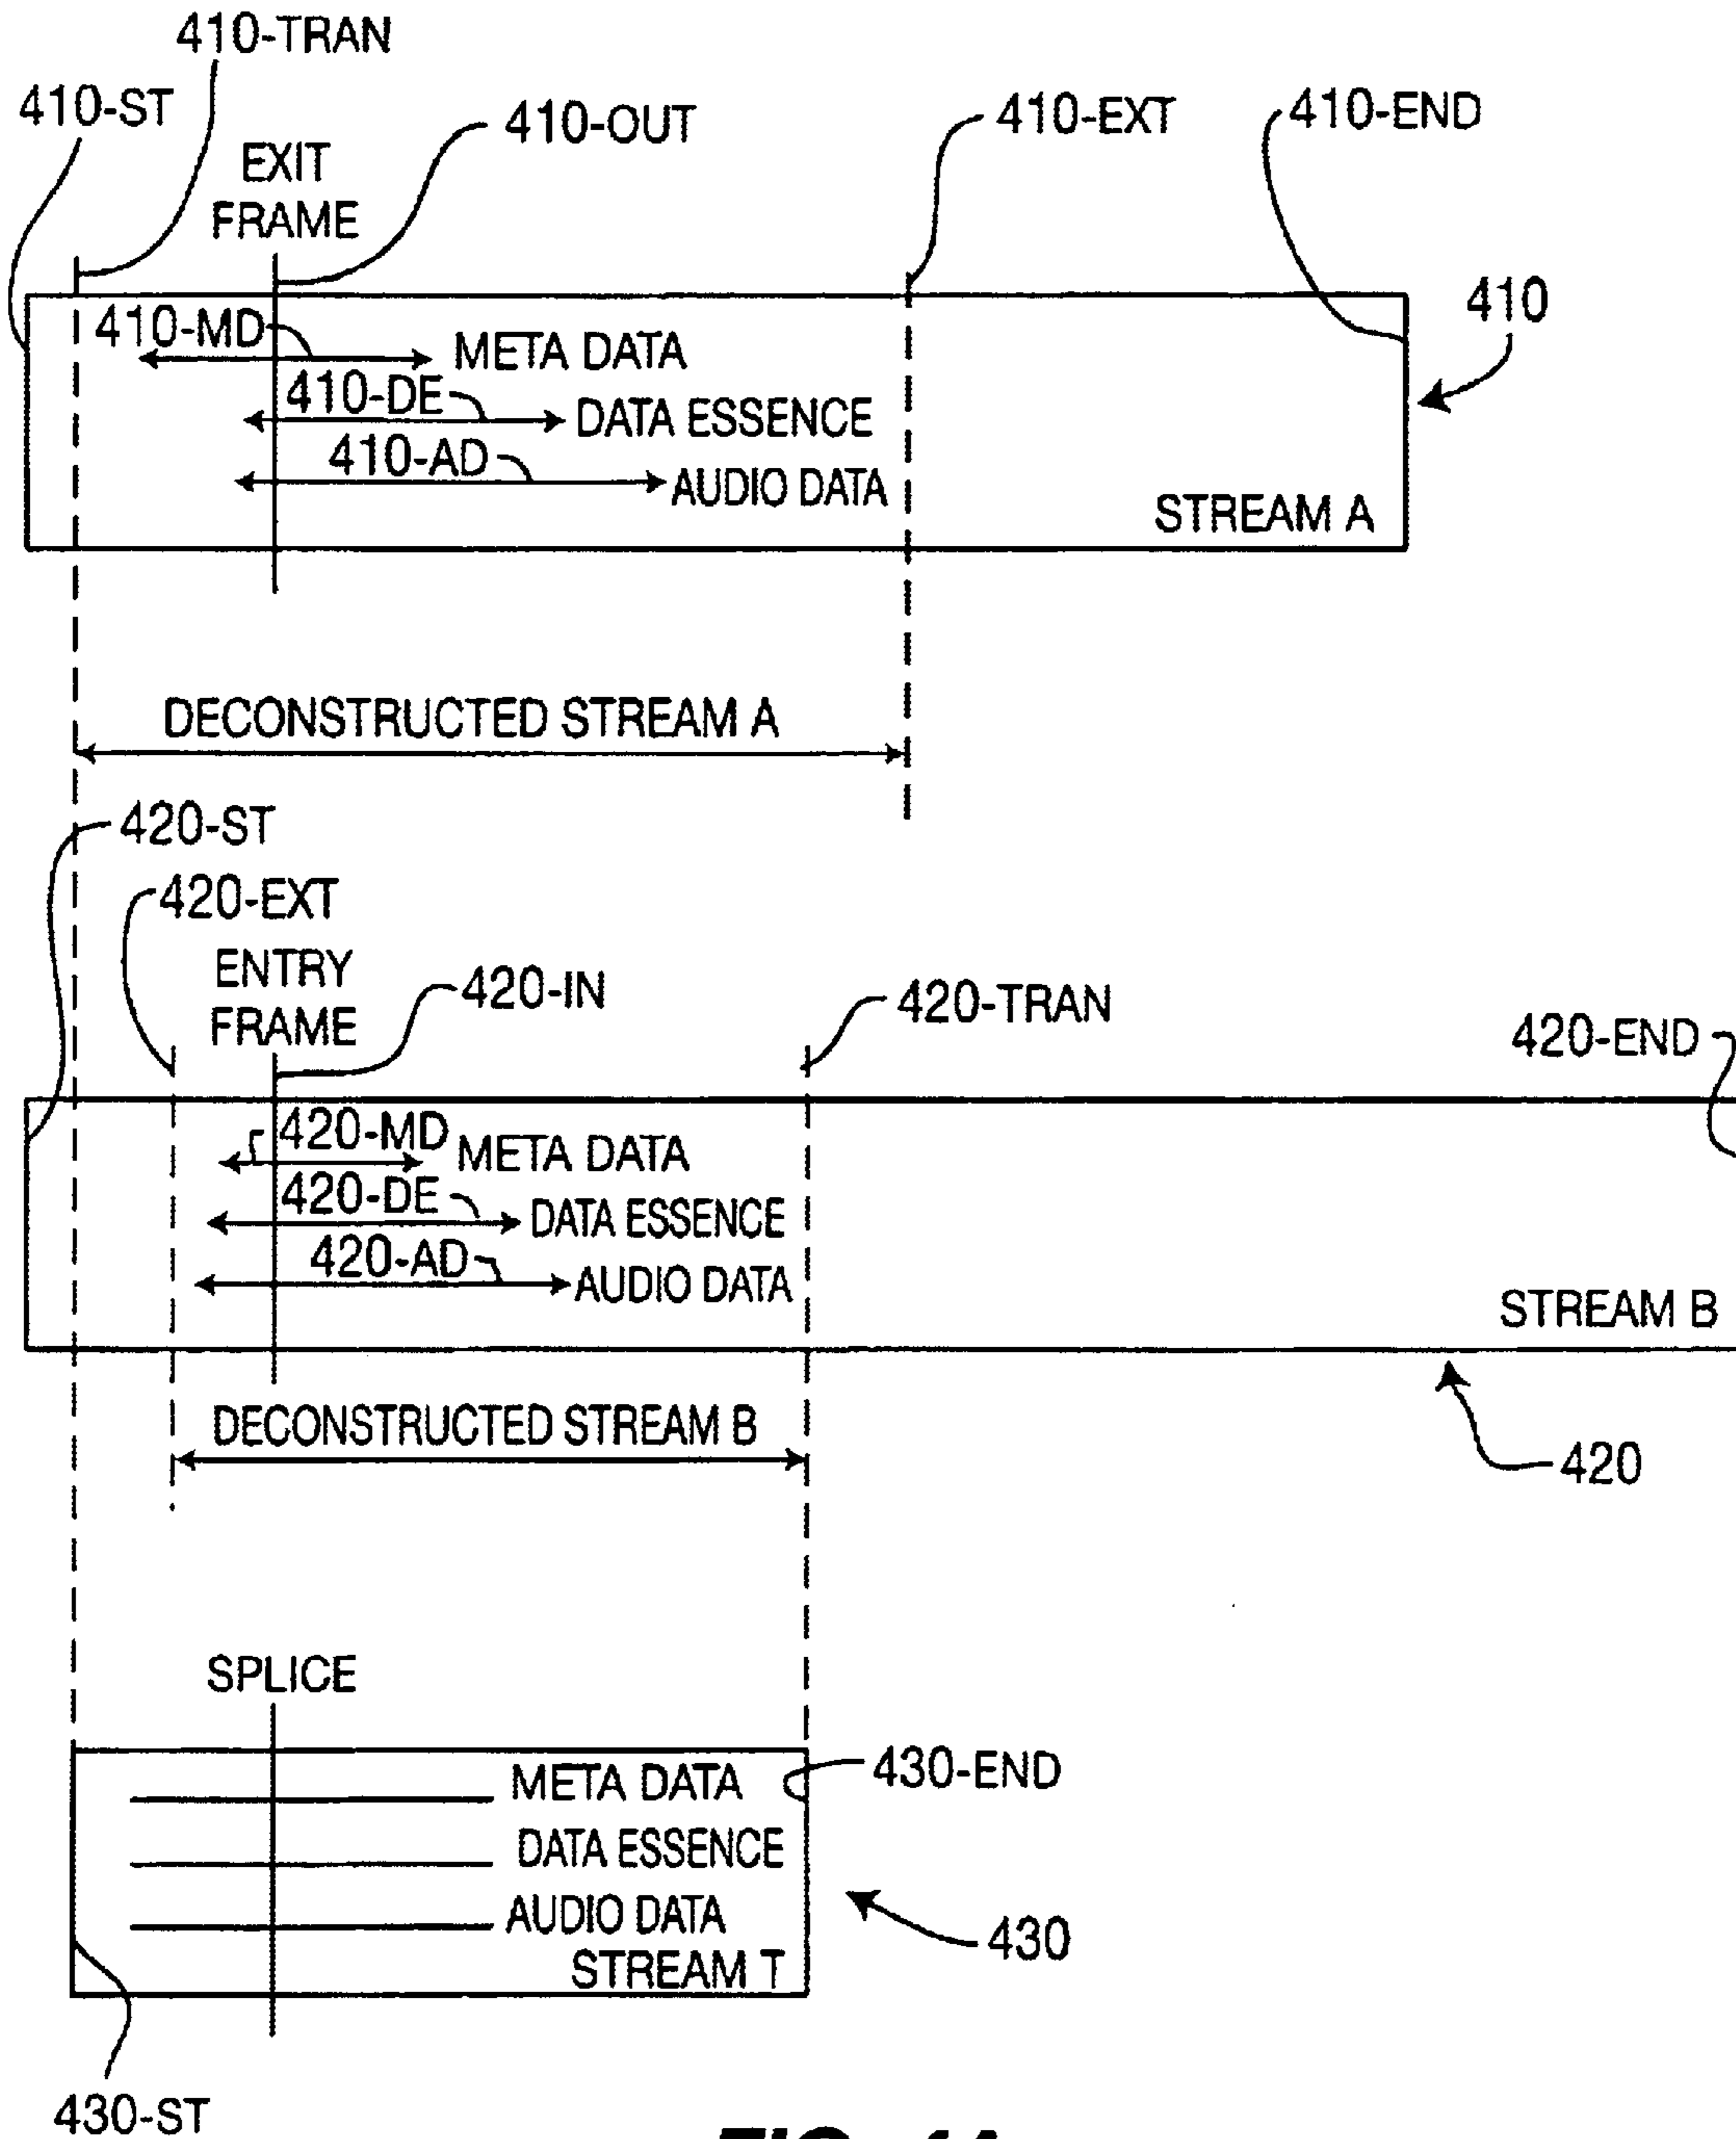 410-TRAN
410-ST
410-OUT
410-EXT
410-END
EXIT
FRAME
410
410-MD
META DATA
410-DE
DATA ESSENCE
410-AD
AUDIO DATA
STREAM A
DECONSTRUCTED STREAM A
420-ST
420-EXT
ENTRY
FRAME
420-IN
420-TRAN
420-END
420-MD
META DATA
420-DE
DATA ESSENCE
420-AD
AUDIO DATA
STREAM B
DECONSTRUCTED STREAM B
420
SPLICE
META DATA
430-END
DATA ESSENCE
AUDIO DATA
STREAM T
430
430-ST